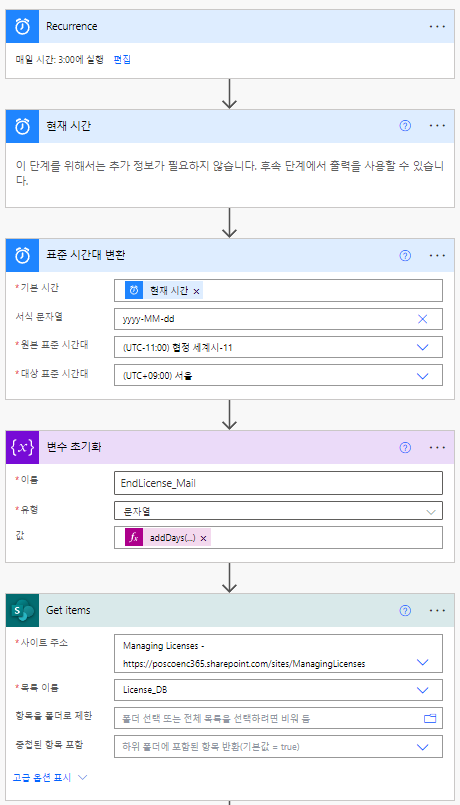 Recurrence
매일 시간: 3:00에 실행 편집
현재 시간
이 단계를 위해서는 추가 정보가 필요하지 않습니다. 후속 단계에서 출력을 사용할 수 있습니
다.
표준 시간대 변환
*기본 시간 현재 시간 ×
서식 문자열 yyyy-MM-dd
*원본 표준 시간대 (UTC-11:00) 협정 세계시-11
*대상 표준 시간대 (UTC+09:00) 서울
{x} 변수 초기화
*이름 EndLicense_Mail
*유형 문자열
값 fx addDays(...) ×
S Get items
*사이트 주소 Managing Licenses -
https://poscoenc365.sharepoint.com/sites/ManagingLicenses
*목록 이름 License_DB
항목을 폴더로 제한 폴더 선택 또는 전체 목록을 선택하려면 비워 둠
중첩된 항목 포함 하위 폴더에 포함된 항목 반환(기본값 = true)
고급 옵션 표시